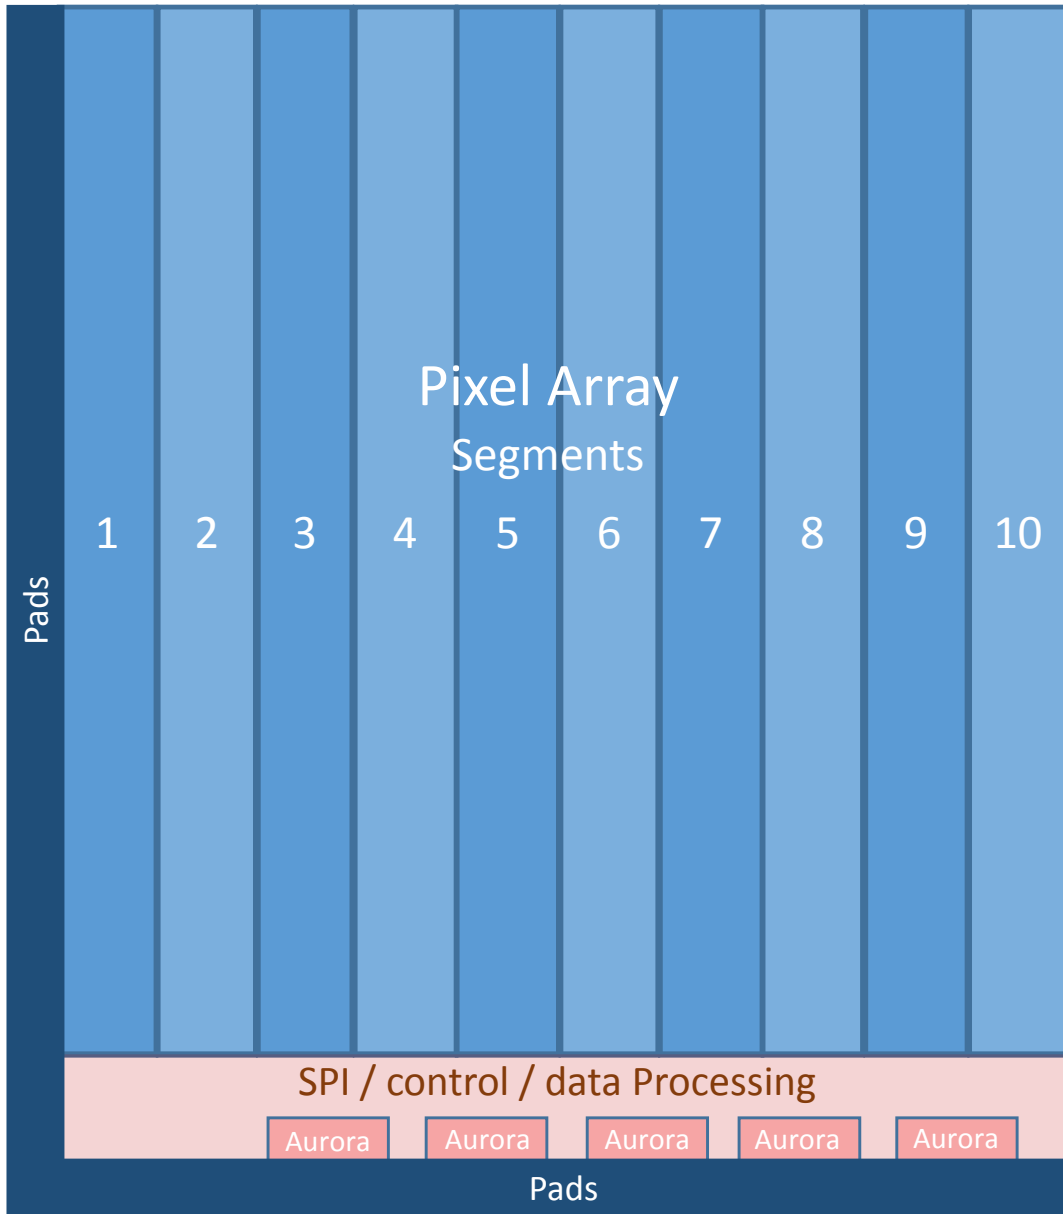 Pixel Array
Segments
1 2 3 4 5 6 7 8 9 10
Pads
SPI / control / data Processing
Aurora Aurora Aurora Aurora Aurora
Pads